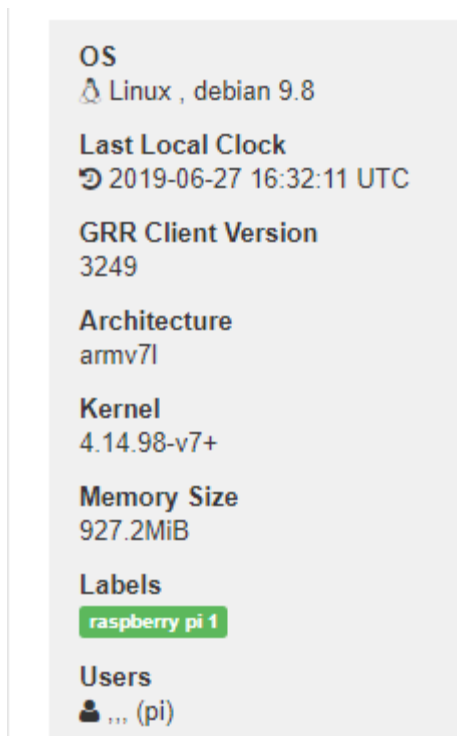 OS
Linux , debian 9.8
Last Local Clock
2019-06-27 16:32:11 UTC
GRR Client Version
3249
Architecture
armv7l
Kernel
4.14.98-v7+
Memory Size
927.2MiB
Labels
raspberry pi 1
Users
,,, (pi)